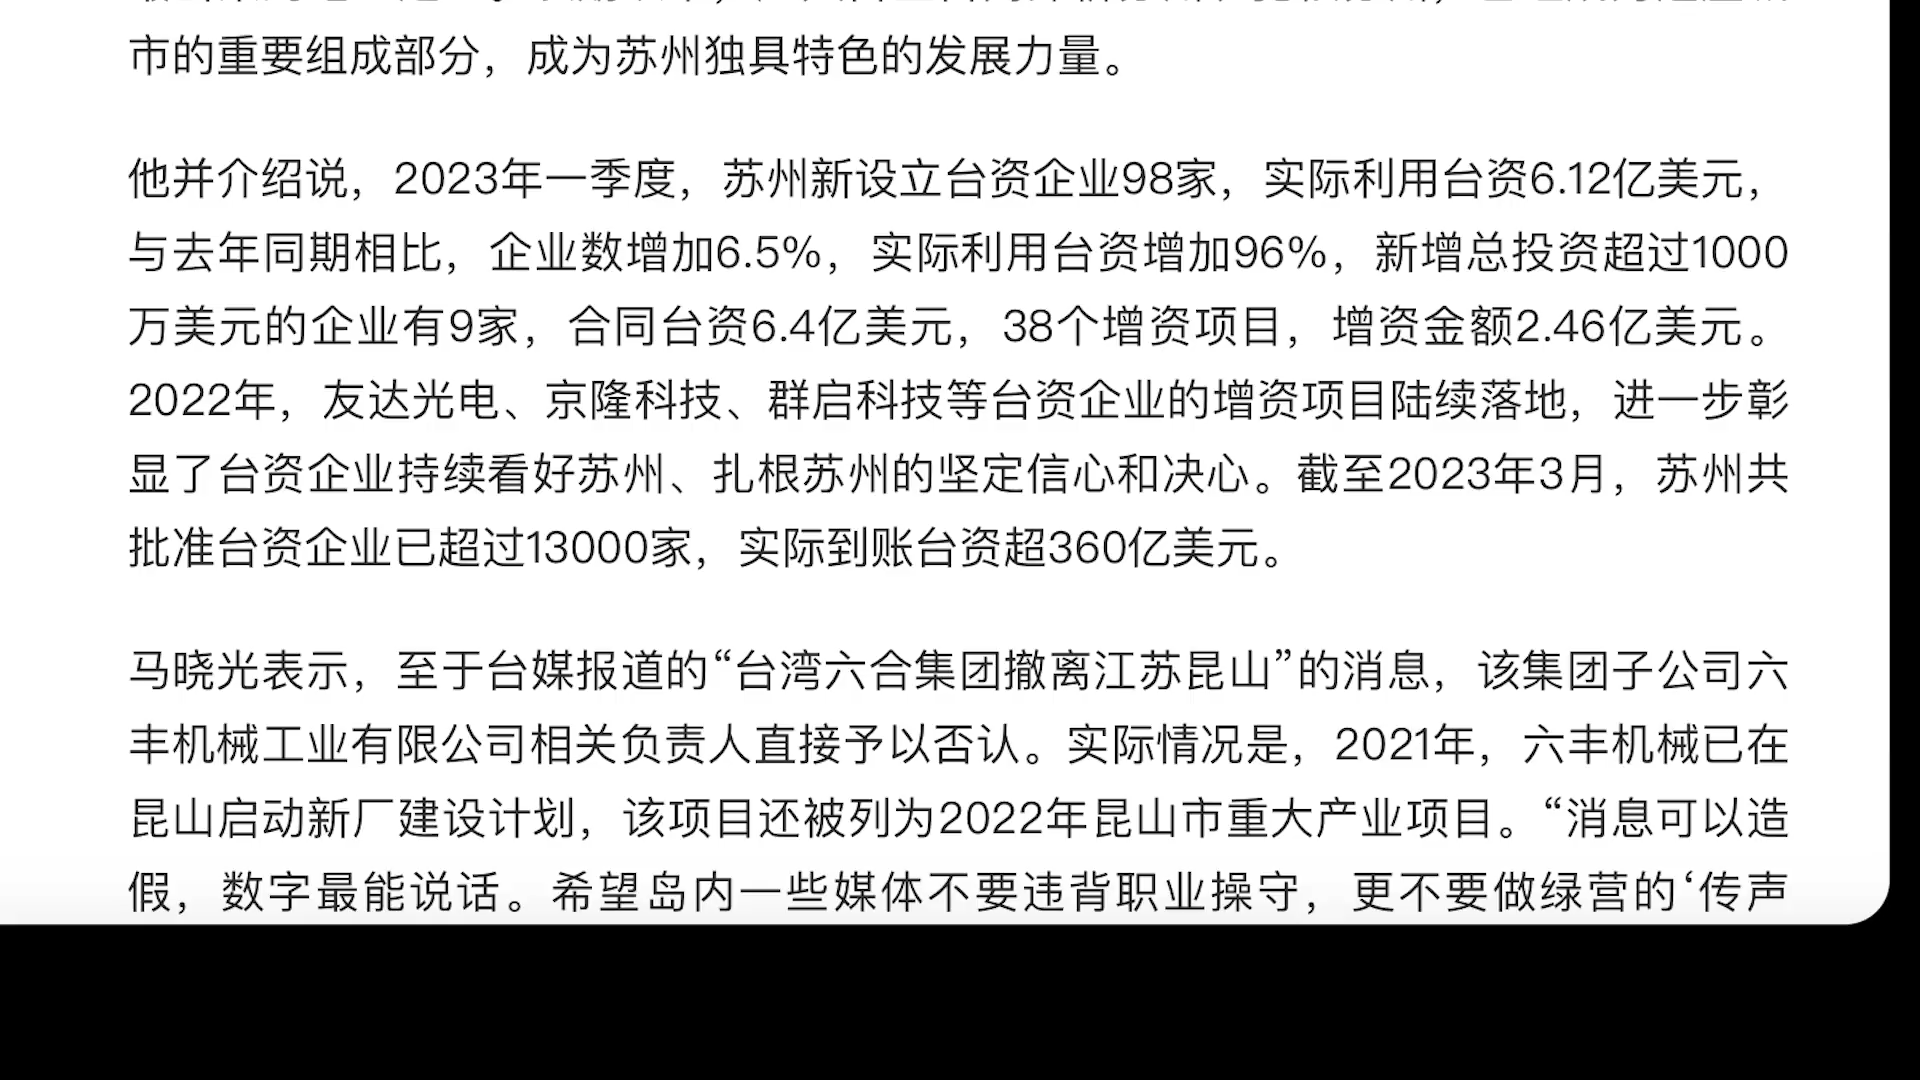 市的重要组成部分，成为苏州独具特色的发展力量。
他并介绍说，2023年一季度，苏州新设立台资企业98家，实际利用台资6.12亿美元，
与去年同期相比，企业数增加6.5%，实际利用台资增加96%，新增总投资超过1000
万美元的企业有9家，合同台资6.4亿美元，38个增资项目，增资金额2.46亿美元。
2022年，友达光电、京隆科技、群启科技等台资企业的增资项目陆续落地，进一步彰
显了台资企业持续看好苏州、扎根苏州的坚定信心和决心。截至2023年3月，苏州共
批准台资企业已超过13000家，实际到账台资超360亿美元。
马晓光表示，至于台媒报道的“台湾六合集团撤离江苏昆山”的消息，该集团子公司六
丰机械工业有限公司相关负责人直接予以否认。实际情况是，2021年，六丰机械已在
昆山启动新厂建设计划，该项目还被列为2022年昆山市重大产业项目。“消息可以造
假，数字最能说话。希望岛内一些媒体不要违背职业操守，更不要做绿营的‘传声